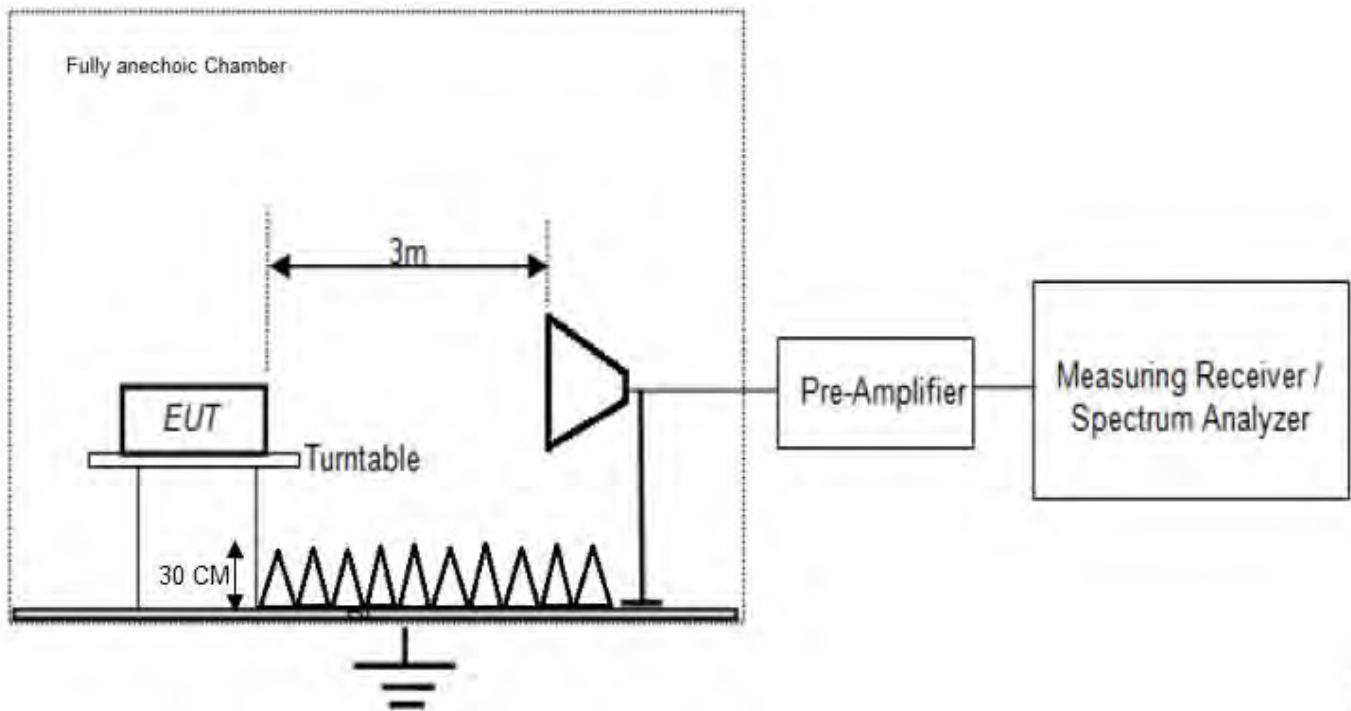 Fully anechoic Chamber
3m
EUT
Turntable
30 CM
Pre-Amplifier
Measuring Receiver /
Spectrum Analyzer